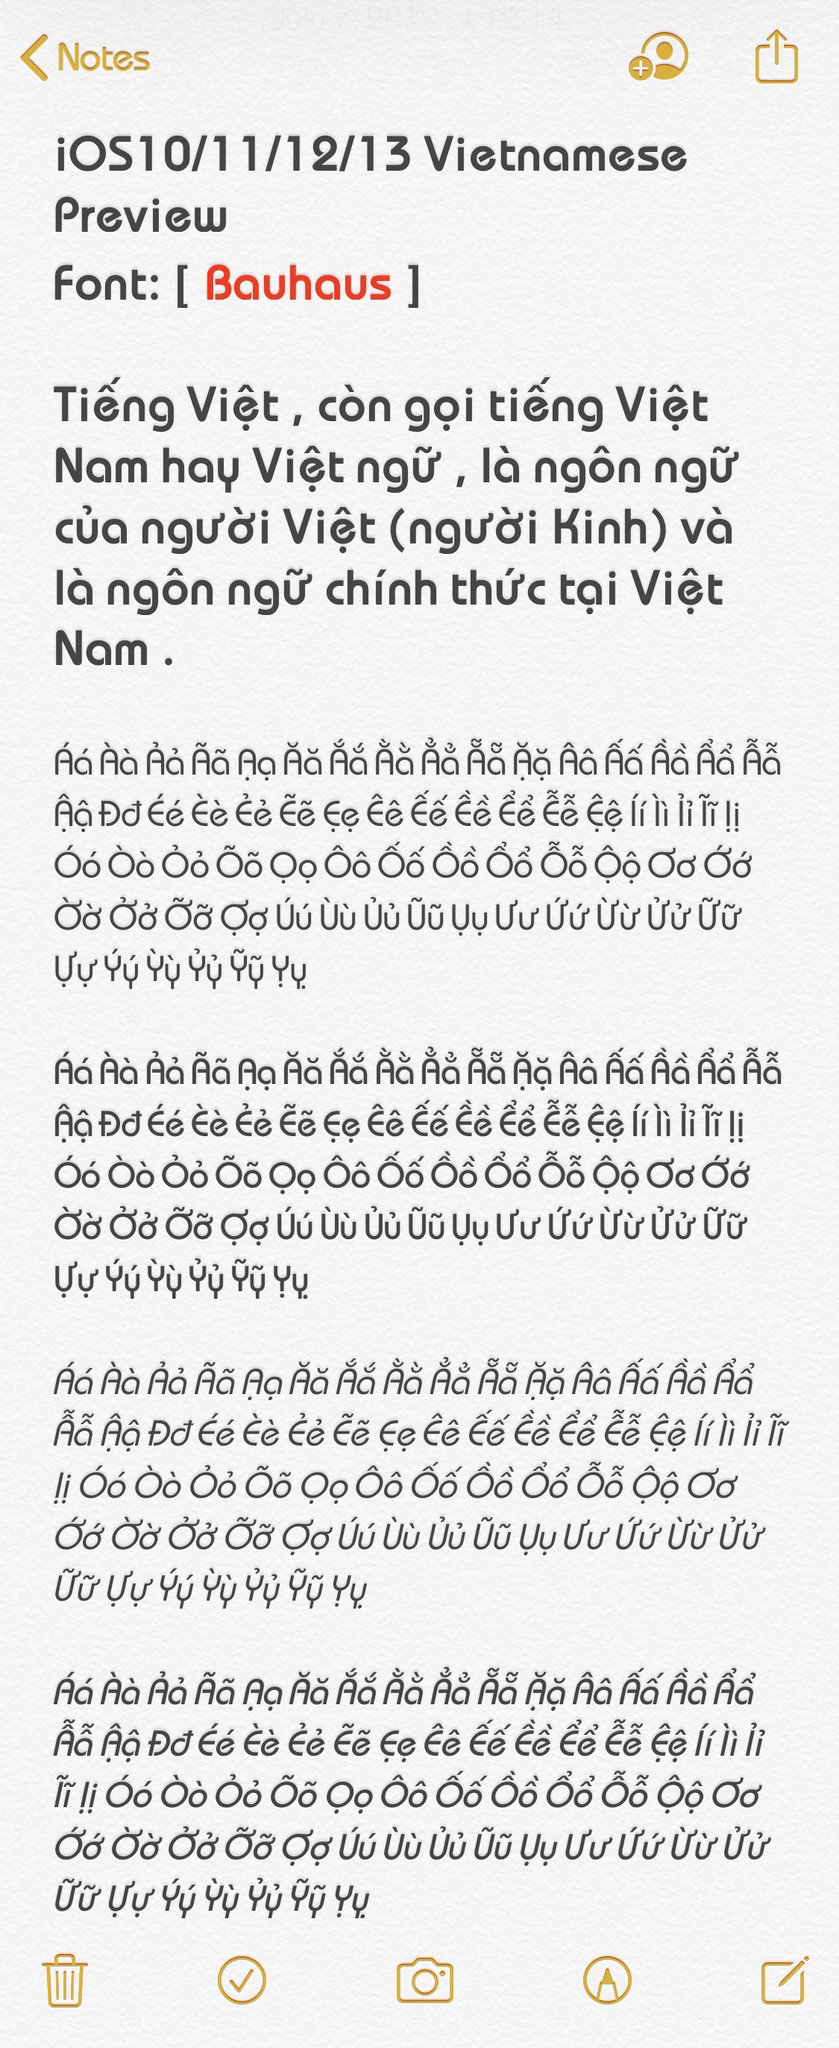 Notes
iOS10/11/12/13 Vietnamese
Preview
Font: [ Bauhaus ]
Tiếng Việt , còn gọi tiếng Việt
Nam hay Việt ngữ , là ngôn ngữ
của người Việt (người Kinh) và
là ngôn ngữ chính thức tại Việt
Nam .
Áá Àà Ảả Ãã Ạạ Ăă Ắắ Ằằ Ẳẳ Ẵẵ Ặặ Ââ Ấấ Ầầ Ẩẩ Ẫẫ
Ậậ Đđ Éé Èè Ẻẻ Ẽẽ Ẹẹ Êê Ếế Ềề Ểể Ễễ Ệệ Íí Ìì Ỉỉ Ĩĩ Ịị
Óó Òò Ỏỏ Õõ Ọọ Ôô Ốố Ồồ Ổổ Ỗỗ Ộộ Ơơ Ớớ
Ờờ Ởở Ỡỡ Ợợ Úú Ùù Ủủ Ũũ Ụụ Ưư Ứứ Ừừ Ửử Ữữ
Ựự Ýý Ỳỳ Ỷỷ Ỹỹ Ỵỵ
Áá Àà Ảả Ãã Ạạ Ăă Ắắ Ằằ Ẳẳ Ẵẵ Ặặ Ââ Ấấ Ầầ Ẩẩ Ẫẫ
Ậậ Đđ Éé Èè Ẻẻ Ẽẽ Ẹẹ Êê Ếế Ềề Ểể Ễễ Ệệ Íí Ìì Ỉỉ Ĩĩ Ịị
Óó Òò Ỏỏ Õõ Ọọ Ôô Ốố Ồồ Ổổ Ỗỗ Ộộ Ơơ Ớớ
Ờờ Ởở Ỡỡ Ợợ Úú Ùù Ủủ Ũũ Ụụ Ưư Ứứ Ừừ Ửử Ữữ
Ựự Ýý Ỳỳ Ỷỷ Ỹỹ Ỵỵ
Áá Àà Ảả Ãã Ạạ Ăă Ắắ Ằằ Ẳẳ Ẵẵ Ặặ Ââ Ấấ Ầầ Ẩẩ
Ẫẫ Ậậ Đđ Éé Èè Ẻẻ Ẽẽ Ẹẹ Êê Ếế Ềề Ểể Ễễ Ệệ Íí Ìì Ỉỉ Ĩĩ
Ịị Óó Òò Ỏỏ Õõ Ọọ Ôô Ốố Ồồ Ổổ Ỗỗ Ộộ Ơơ
Ớớ Ờờ Ởở Ỡỡ Ợợ Úú Ùù Ủủ Ũũ Ụụ Ưư Ứứ Ừừ Ửử
Ữữ Ựự Ýý Ỳỳ Ỷỷ Ỹỹ Ỵỵ
Áá Àà Ảả Ãã Ạạ Ăă Ắắ Ằằ Ẳẳ Ẵẵ Ặặ Ââ Ấấ Ầầ Ẩẩ
Ẫẫ Ậậ Đđ Éé Èè Ẻẻ Ẽẽ Ẹẹ Êê Ếế Ềề Ểể Ễễ Ệệ Íí Ìì Ỉỉ
Ĩĩ Ịị Óó Òò Ỏỏ Õõ Ọọ Ôô Ốố Ồồ Ổổ Ỗỗ Ộộ Ơơ
Ớớ Ờờ Ởở Ỡỡ Ợợ Úú Ùù Ủủ Ũũ Ụụ Ưư Ứứ Ừừ Ửử
Ữữ Ựự Ýý Ỳỳ Ỷỷ Ỹỹ Ỵỵ